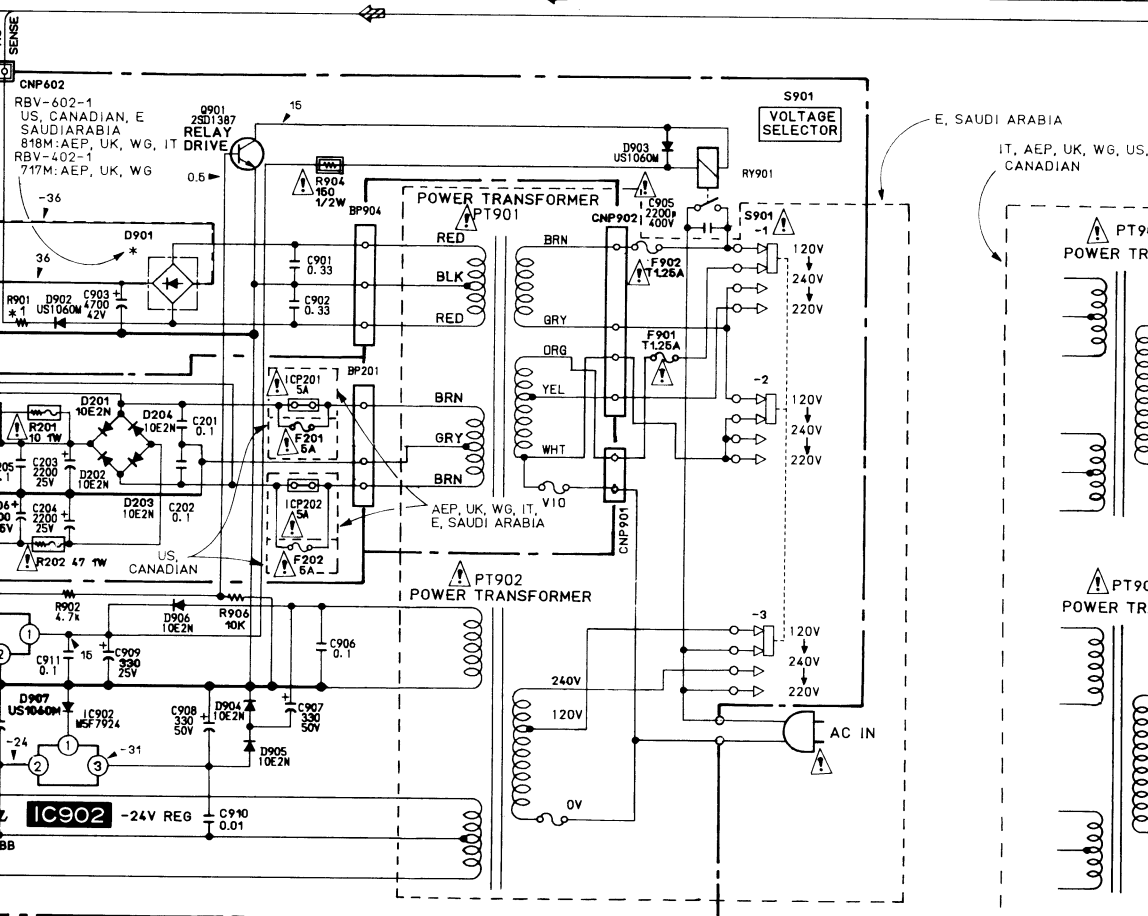 SENSE
CNP602
RBV-602-1
US, CANADIAN, E
SAUDIARABIA
818M:AEP, UK, WG, IT
RBV-402-1
717M:AEP, UK, WG
Q901
2SD1387
RELAY
DRIVE
15
0.5
R904
150
1/2W
S901
VOLTAGE
SELECTOR
E, SAUDI ARABIA
IT, AEP, UK, WG, US,
CANADIAN
D903
US1060M
RY901
C905
2200p
400V
S901
-1
-36
36
D901
*
R901
* 1
D902
US1060M
C903
4700
42V
+
C901
0.33
C902
0.33
BP904
POWER TRANSFORMER
PT901
RED
BLK
RED
BRN
GRY
CNP902
F902
T1.25A
F901
T1.25A
120V
240V
220V
POWER TR
BP201
ICP201
5A
F201
5A
ICP202
5A
F202
5A
BRN
GRY
BRN
ORG
YEL
WHT
V10
CNP901
-2
120V
240V
220V
D201
10E2N
D204
10E2N
R201
10 1W
C201
0.1
C203
2200
25V
+
D202
10E2N
D203
10E2N
C202
0.1
C204
2200
25V
+
R202 47 1W
US,
CANADIAN
AEP, UK, WG, IT,
E, SAUDI ARABIA
PT902
POWER TRANSFORMER
R902
4.7k
D906
10E2N
R906
10K
1
2
C911
0.1
15
C909
330
25V
+
C906
0.1
-3
120V
240V
220V
240V
120V
0V
D907
US1060M
IC902
M5F7924
C908
330
50V
+
D904
10E2N
C907
330
50V
+
D905
10E2N
-24
1
2
3
-31
AC IN
IC902
-24V REG
C910
0.01
BB
POWER TR